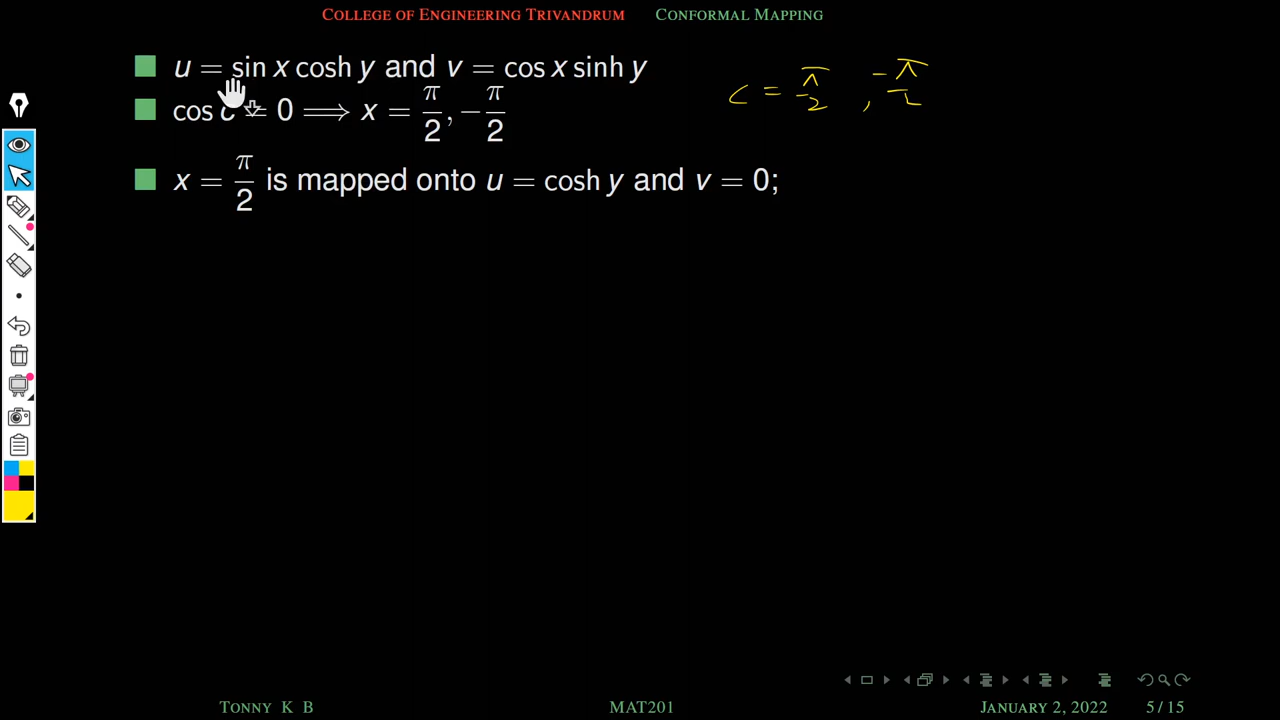 COLLEGE OF ENGINEERING TRIVANDRUM CONFORMAL MAPPING
u = sin x cosh y and v = cos x sinh y
c = π/2 , -π/2
cos c = 0 ⟹ x = π/2, −π/2
x = π/2 is mapped onto u = cosh y and v = 0;
TONNY K B MAT201 JANUARY 2, 2022 5 / 15